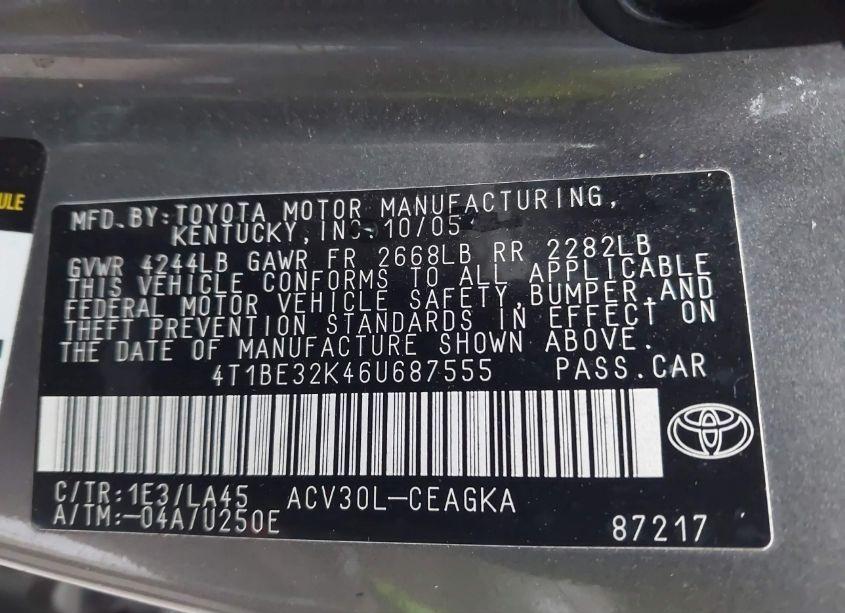 ULE
MFD.BY:TOYOTA MOTOR MANUFACTURING,
KENTUCKY,INC.10/05
GVWR 4244LB GAWR FR 2668LB RR 2282LB
THIS VEHICLE CONFORMS TO ALL APPLICABLE
FEDERAL MOTOR VEHICLE SAFETY,BUMPER,AND
THEFT PREVENTION STANDARDS IN EFFECT ON
THE DATE OF MANUFACTURE SHOWN ABOVE.
4T1BE32K46U687555 PASS.CAR
C/TR:1E3/LA45 ACV30L-CEAGKA
A/TM:-04A/U250E 87217